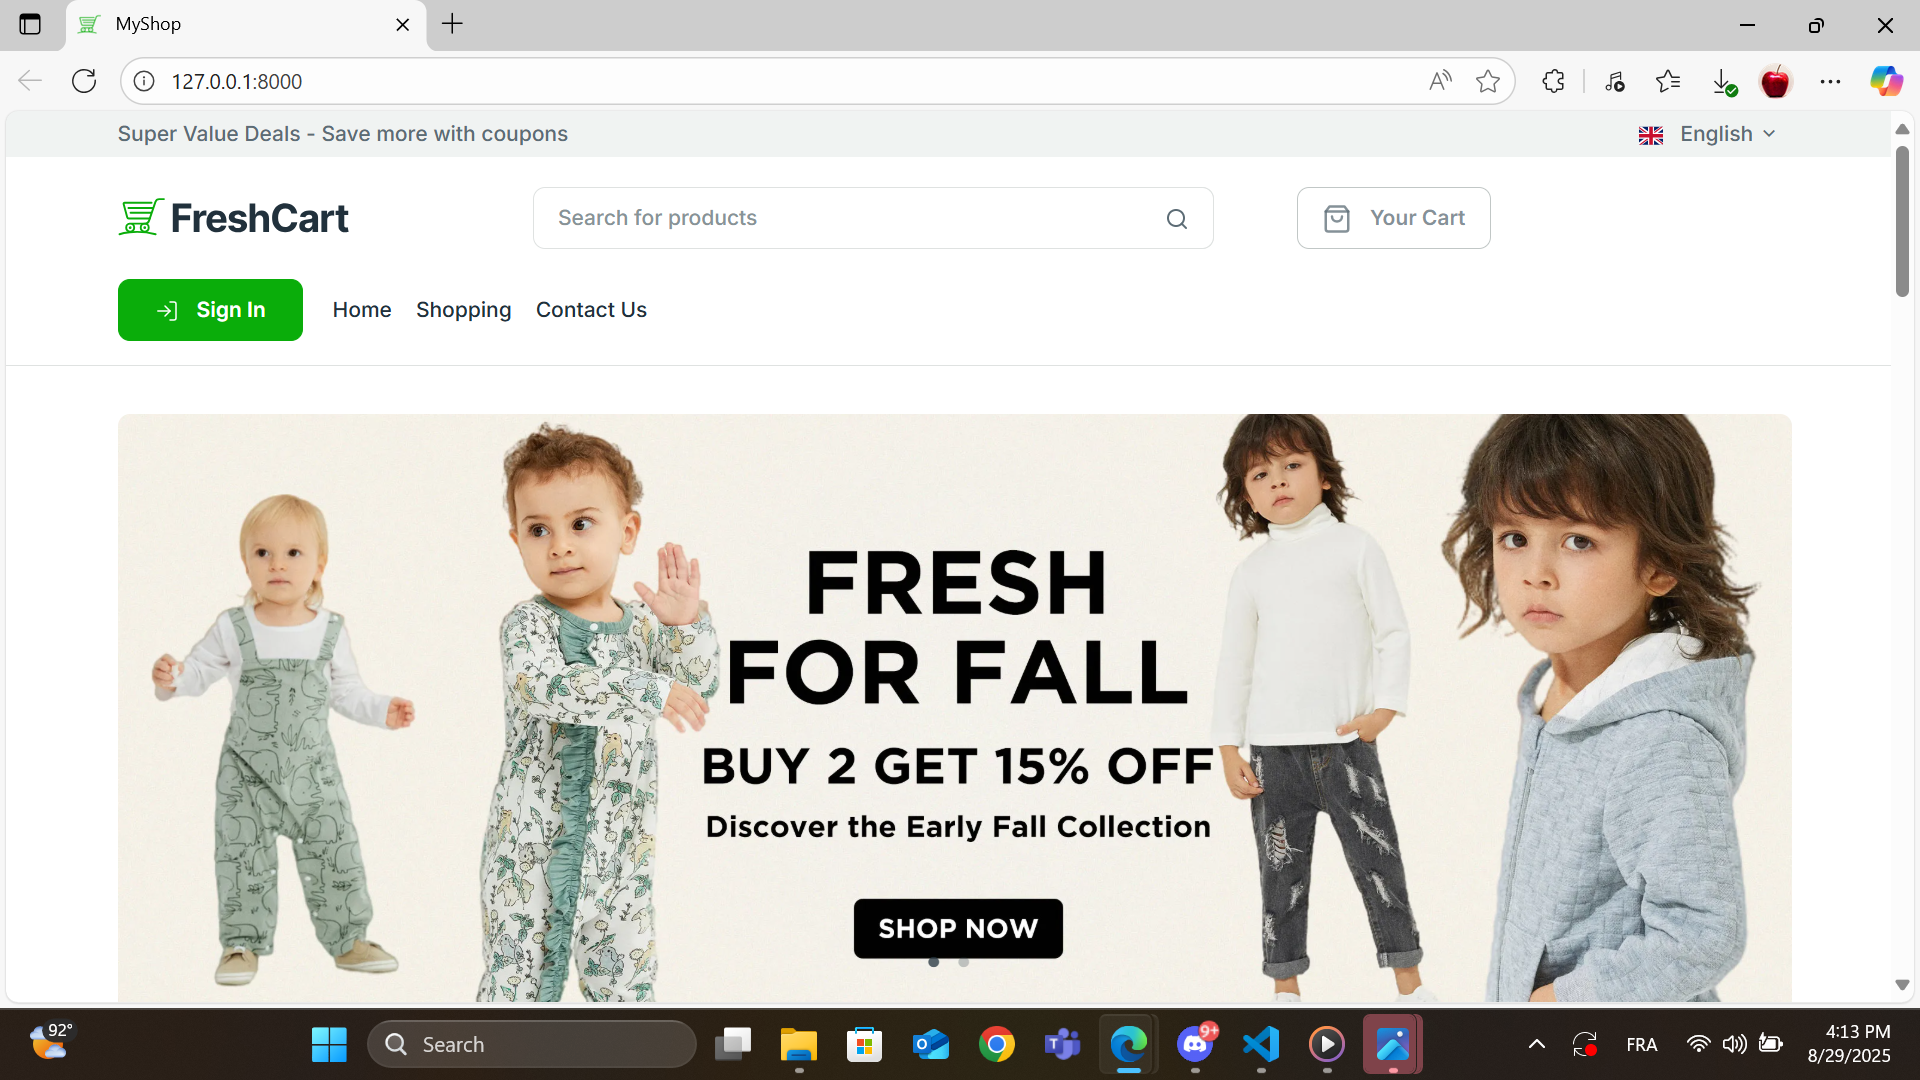 MyShop
127.0.0.1:8000
Super Value Deals - Save more with coupons
English
FreshCart
Search for products
Your Cart
Sign In
Home
Shopping
Contact Us
FRESH
FOR FALL
BUY 2 GET 15% OFF
Discover the Early Fall Collection
SHOP NOW
92°
Search
9+
FRA
4:13 PM
8/29/2025